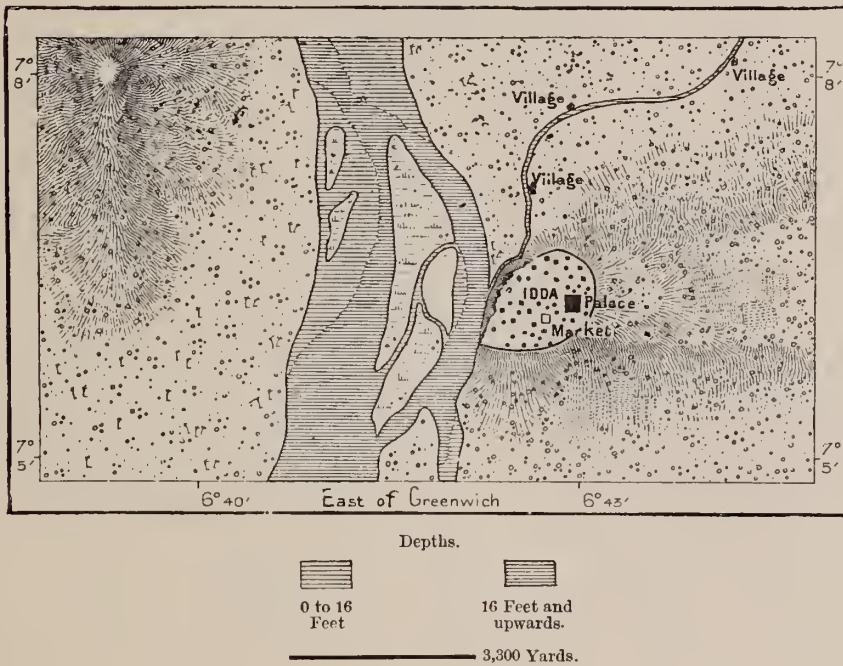 7°
8'
7°
8'
Village
Village
Village
IDDA
Palace
Market
7°
5'
7°
5'
6° 40'
East of Greenwich
6° 43'
Depths.
0 to 16
Feet
16 Feet and
upwards.
3,300 Yards.